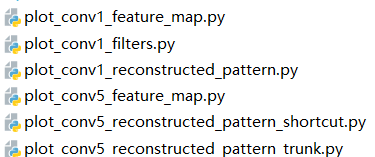 plot_conv1_feature_map.py
plot_conv1_filters.py
plot_conv1_reconstructed_pattern.py
plot_conv5_feature_map.py
plot_conv5_reconstructed_pattern_shortcut.py
plot_conv5_reconstructed_pattern_trunk.py